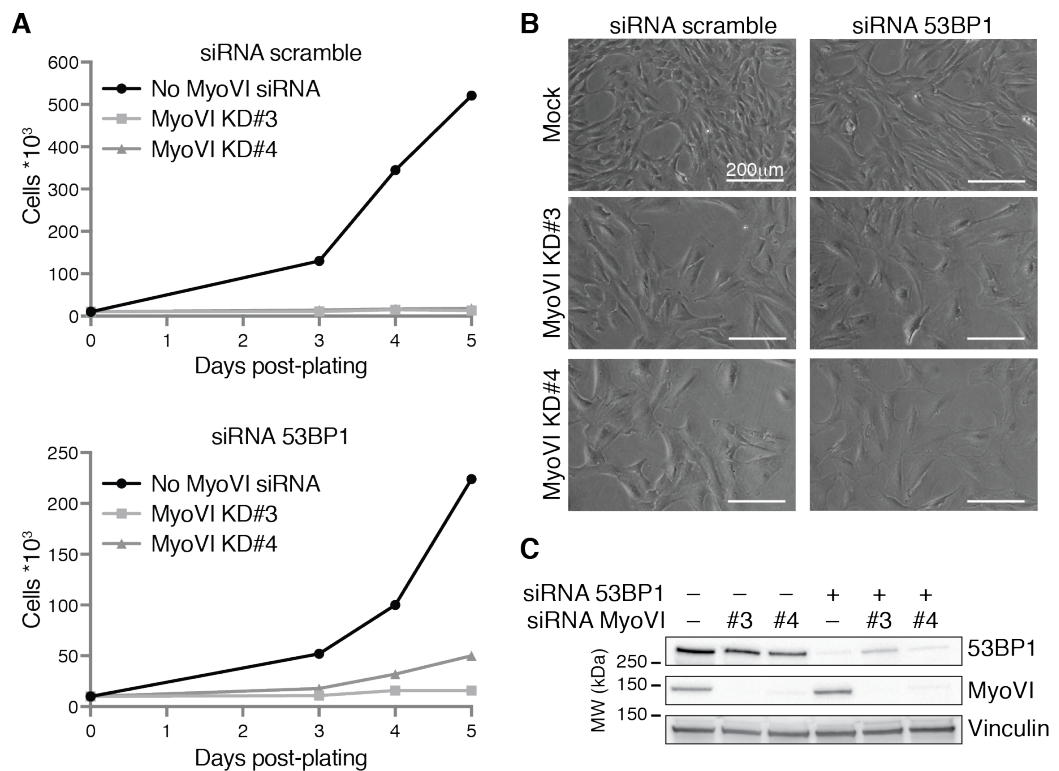 A
siRNA scramble
600
500
400
300
200
100
0
Cells *10³
No MyoVI siRNA
MyoVI KD#3
MyoVI KD#4
0 1 2 3 4 5
Days post-plating
siRNA 53BP1
250
200
150
100
50
0
Cells *10³
No MyoVI siRNA
MyoVI KD#3
MyoVI KD#4
0 1 2 3 4 5
Days post-plating
B
siRNA scramble siRNA 53BP1
Mock
200µm
MyoVI KD#3
MyoVI KD#4
C
siRNA 53BP1 – – – + + +
siRNA MyoVI – #3 #4 – #3 #4
MW (kDa)
250
53BP1
150
MyoVI
150
Vinculin